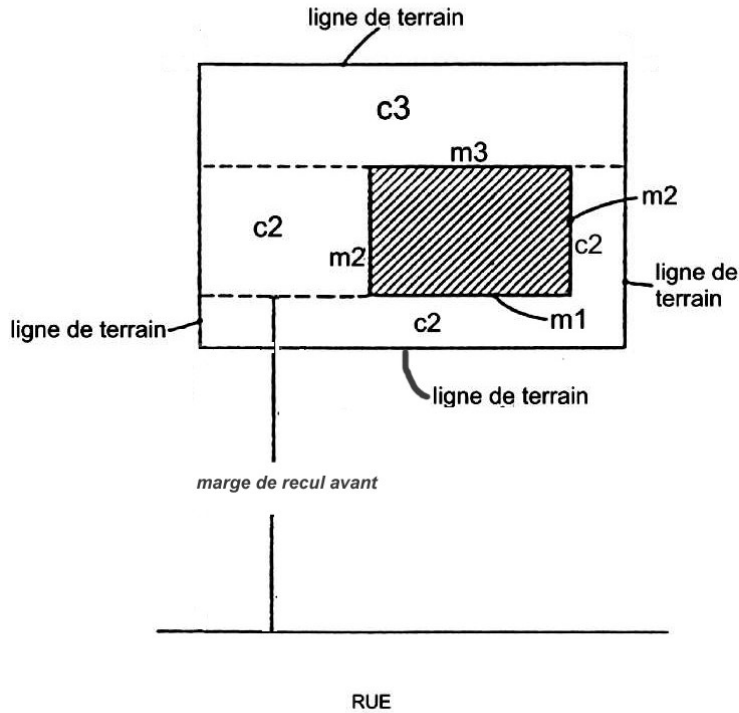 ligne de terrain
c3
m3
m2
c2
c2
m2
ligne de
terrain
m1
c2
ligne de terrain
ligne de terrain
marge de recul avant
RUE